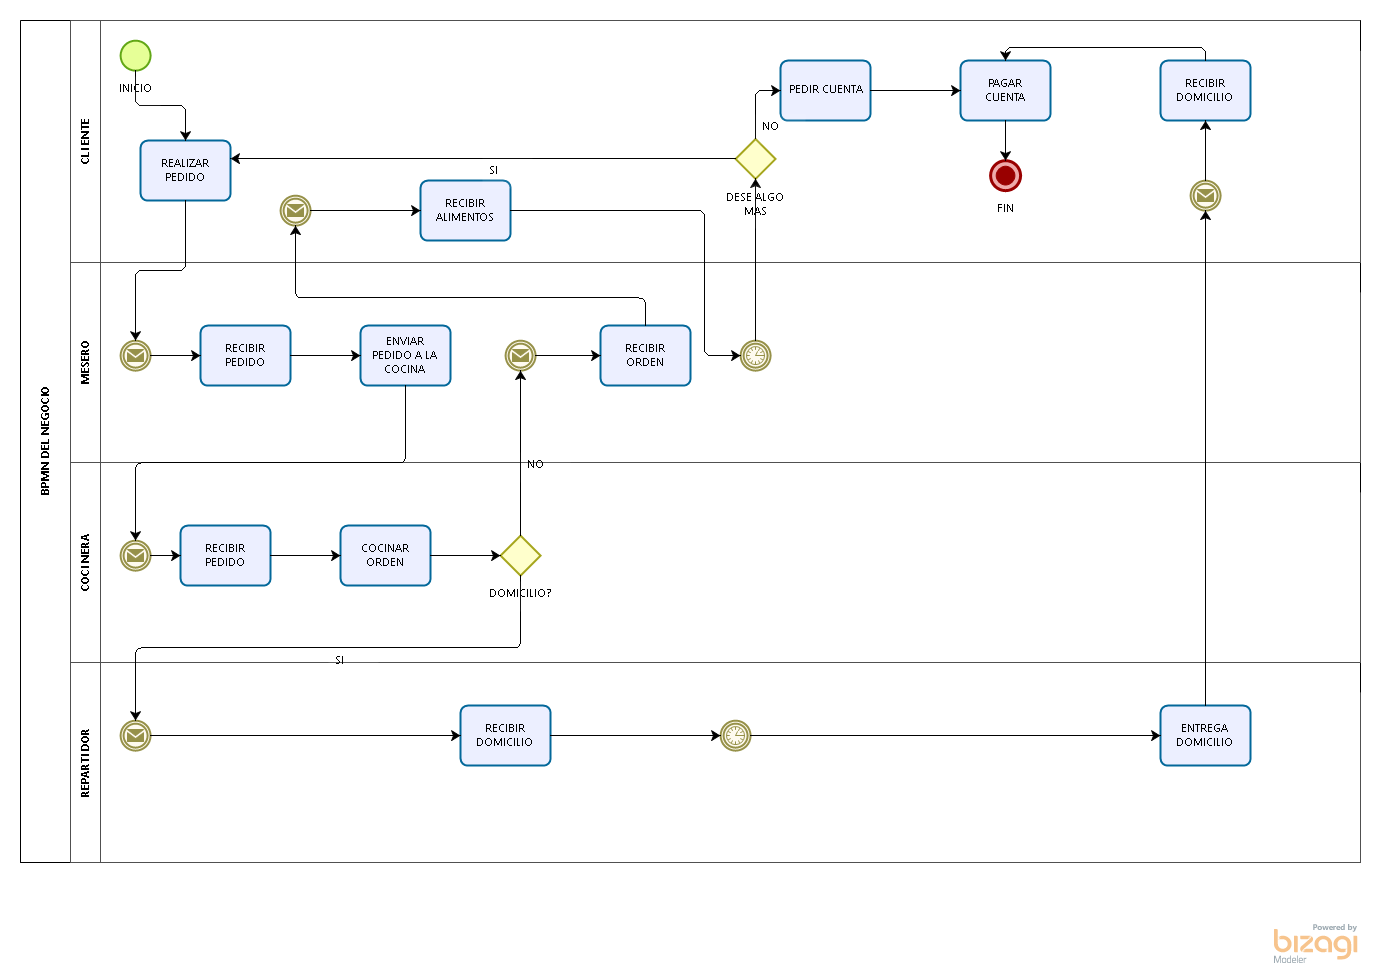 BPMN DEL NEGOCIO
CLIENTE
INICIO
REALIZAR
PEDIDO
SI
RECIBIR
ALIMENTOS
DESE ALGO
MAS
NO
PEDIR CUENTA
PAGAR
CUENTA
FIN
RECIBIR
DOMICILIO
MESERO
RECIBIR
PEDIDO
ENVIAR
PEDIDO A LA
COCINA
RECIBIR
ORDEN
NO
COCINERA
RECIBIR
PEDIDO
COCINAR
ORDEN
DOMICILIO?
SI
REPARTIDOR
RECIBIR
DOMICILIO
ENTREGA
DOMICILIO
Powered by
bizagi
Modeler